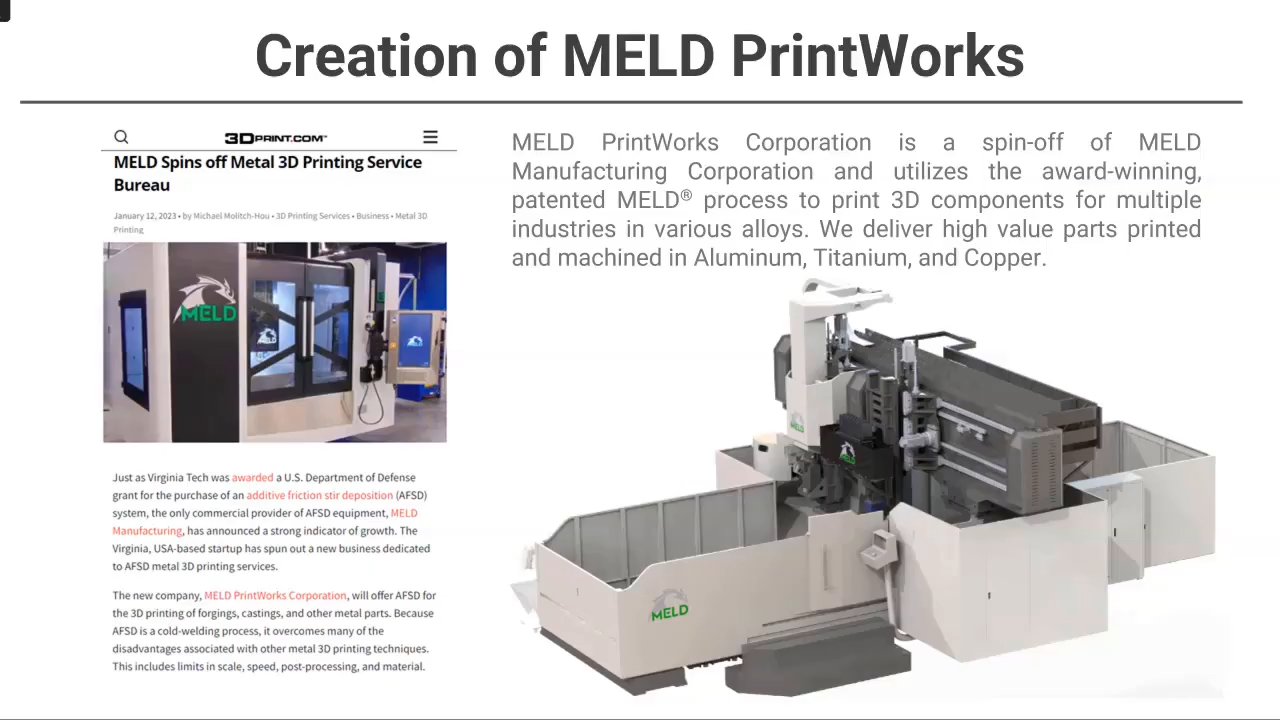 Creation of MELD PrintWorks
3DPRINT.COM™
MELD Spins off Metal 3D Printing Service
Bureau
January 12, 2023 • by Michael Molitch-Hou • 3D Printing Services • Business • Metal 3D
Printing
MELD
MELD
Just as Virginia Tech was awarded a U.S. Department of Defense
grant for the purchase of an additive friction stir deposition (AFSD)
system, the only commercial provider of AFSD equipment, MELD
Manufacturing, has announced a strong indicator of growth. The
Virginia, USA-based startup has spun out a new business dedicated
to AFSD metal 3D printing services.
The new company, MELD PrintWorks Corporation, will offer AFSD for
the 3D printing of forgings, castings, and other metal parts. Because
AFSD is a cold-welding process, it overcomes many of the
disadvantages associated with other metal 3D printing techniques.
This includes limits in scale, speed, post-processing, and material.
MELD PrintWorks Corporation is a spin-off of MELD
Manufacturing Corporation and utilizes the award-winning,
patented MELD® process to print 3D components for multiple
industries in various alloys. We deliver high value parts printed
and machined in Aluminum, Titanium, and Copper.
MELD
MELD
MELD